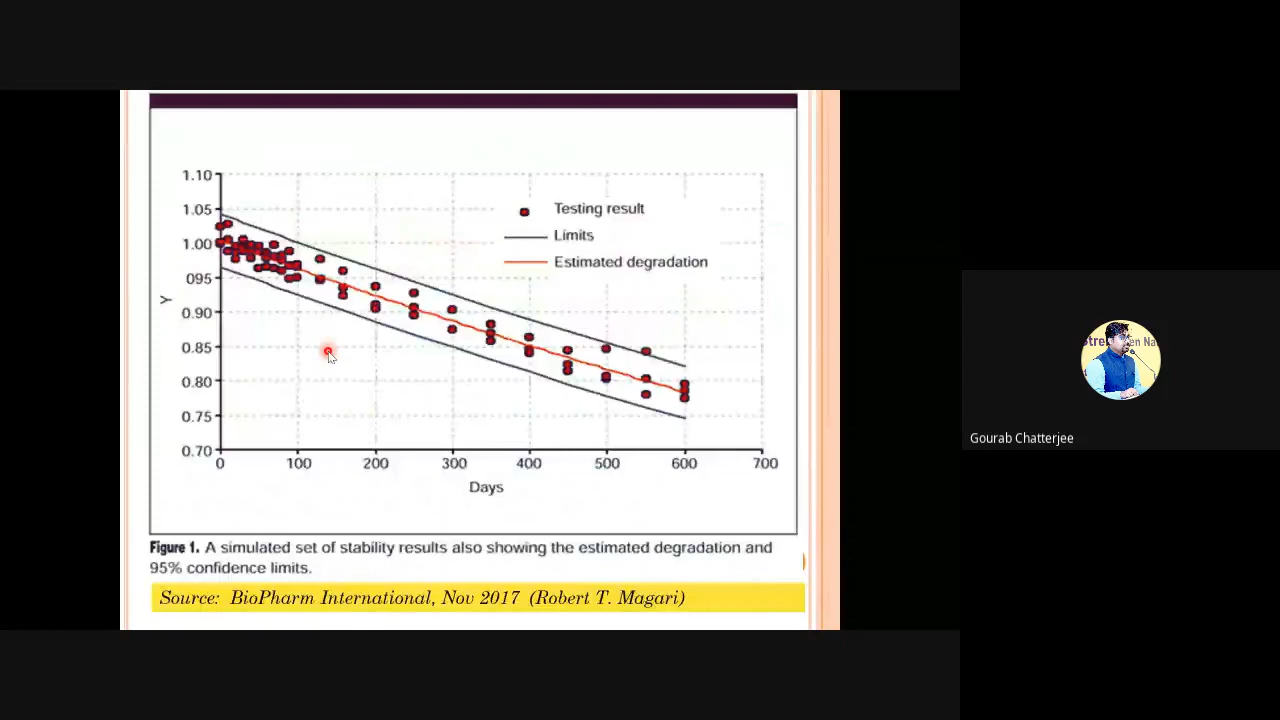 1.10
1.05
1.00
095
0.90
0.85
0.80
0.75
0.70
Y
0 100 200 300 400 500 600 700
Days
Testing result
Limits
Estimated degradation
Figure 1. A simulated set of stability results also showing the estimated degradation and
95% confidence limits.
Source: BioPharm International, Nov 2017 (Robert T. Magari)
Gourab Chatterjee